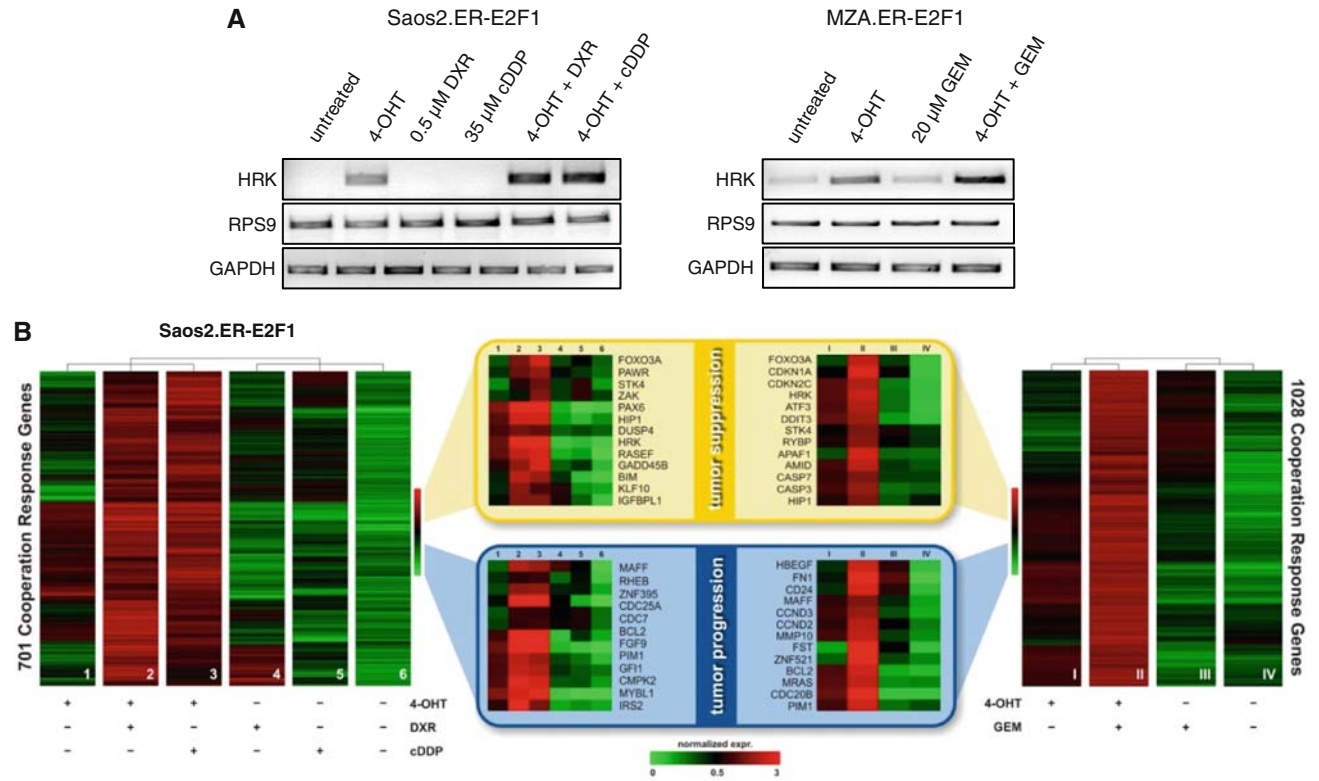 A
Saos2.ER-E2F1
MZA.ER-E2F1
untreated
4-OHT
0.5 µM DXR
35 µM cDDP
4-OHT + DXR
4-OHT + cDDP
untreated
4-OHT
20 µM GEM
4-OHT + GEM
HRK
RPS9
GAPDH
HRK
RPS9
GAPDH
B
Saos2.ER-E2F1
701 Cooperation Response Genes
1 2 3 4 5 6
4-OHT + + + - - -
DXR - + - + - -
cDDP - - + - + -
tumor suppression
1 2 3 4 5 6
FOXO3A
PAWR
STK4
ZAK
PAX6
HIP1
DUSP4
HRK
RASEF
GADD45B
BIM
KLF10
IGFBPL1
I II III IV
FOXO3A
CDKN1A
CDKN2C
HRK
ATF3
DDIT3
STK4
RYBP
APAF1
AMID
CASP7
CASP3
HIP1
tumor progression
1 2 3 4 5 6
MAFF
RHEB
ZNF395
CDC25A
CDC7
BCL2
FGF9
PIM1
GFI1
CMPK2
MYBL1
IRS2
I II III IV
HBEGF
FN1
CD24
MAFF
CCND3
CCND2
MMP10
FST
ZNF521
BCL2
MRAS
CDC20B
PIM1
normalized expr.
0 0.5 3
I II III IV
1028 Cooperation Response Genes
4-OHT + + - -
GEM - + + -